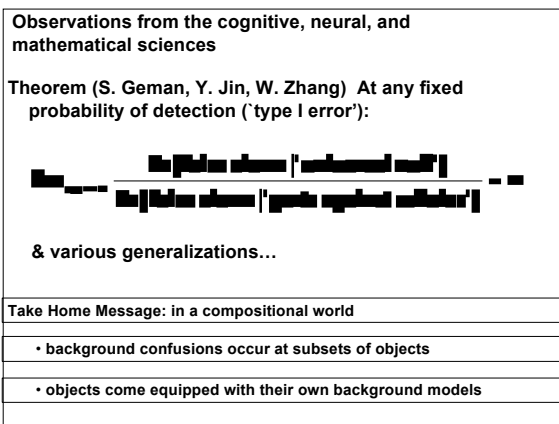 Observations from the cognitive, neural, and
mathematical sciences
Theorem (S. Geman, Y. Jin, W. Zhang) At any fixed
probability of detection (`type I error’):
& various generalizations…
Take Home Message: in a compositional world
• background confusions occur at subsets of objects
• objects come equipped with their own background models